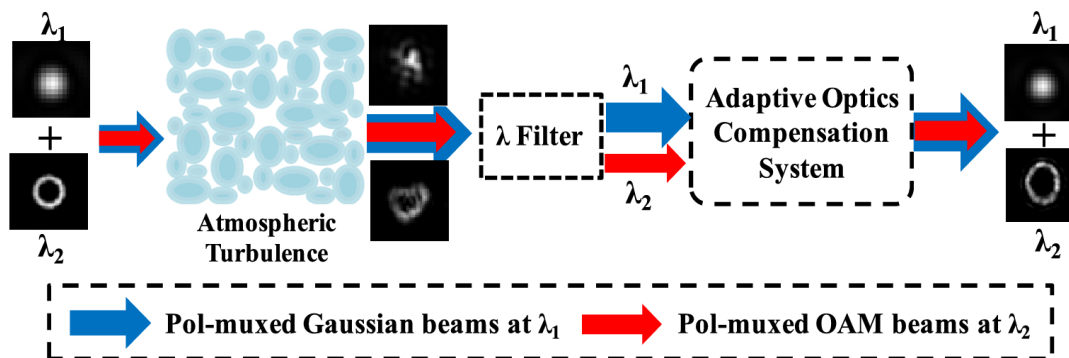 λ1
+
λ2
Atmospheric
Turbulence
λ Filter
λ1
λ2
Adaptive Optics
Compensation
System
λ1
+
λ2
Pol-muxed Gaussian beams at λ1
Pol-muxed OAM beams at λ2